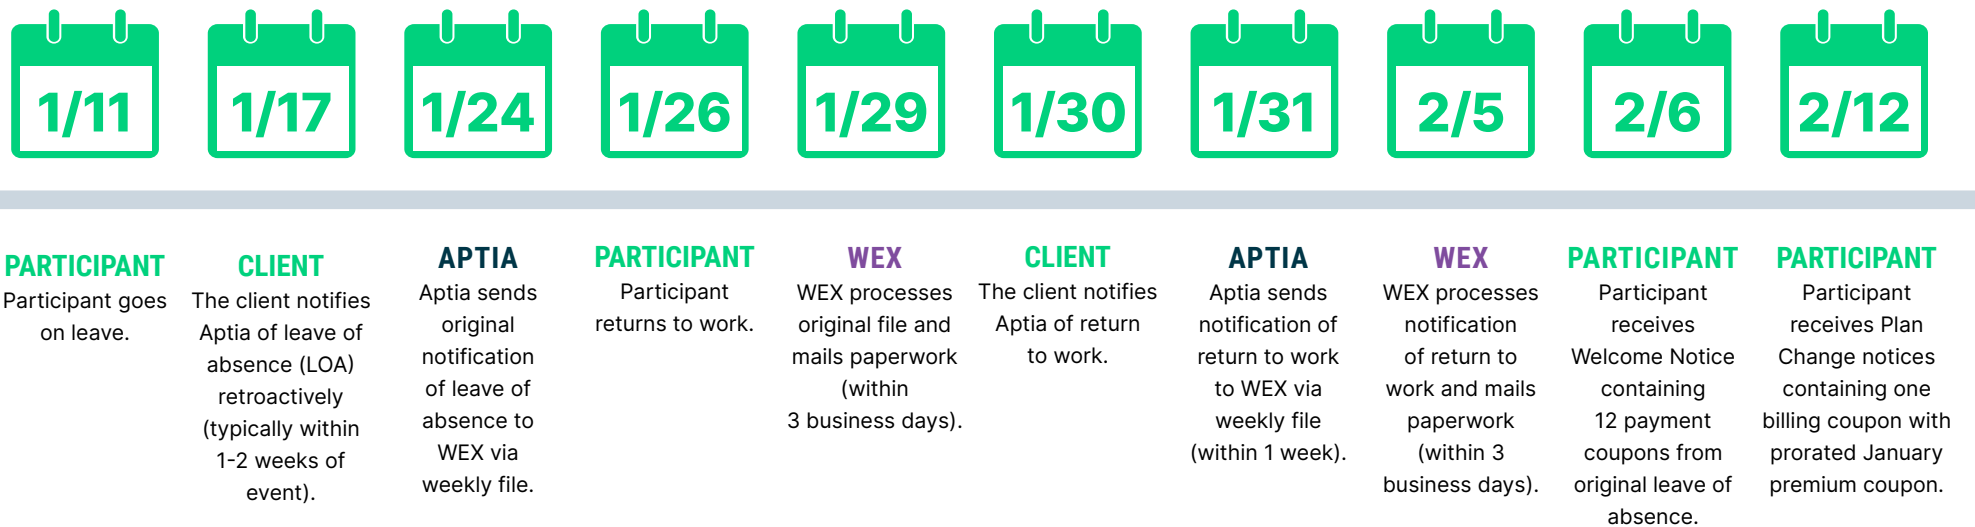 1/11
1/17
1/24
1/26
1/29
1/30
1/31
2/5
2/6
2/12
PARTICIPANT
Participant goes
on leave.
CLIENT
The client notifies
Aptia of leave of
absence (LOA)
retroactively
(typically within
1-2 weeks of
event).
APTIA
Aptia sends
original
notification
of leave of
absence to
WEX via
weekly file.
PARTICIPANT
Participant
returns to work.
WEX
WEX processes
original file and
mails paperwork
(within
3 business days).
CLIENT
The client notifies
Aptia of return
to work.
APTIA
Aptia sends
notification of
return to work
to WEX via
weekly file
(within 1 week).
WEX
WEX processes
notification
of return to
work and mails
paperwork
(within 3
business days).
PARTICIPANT
Participant
receives
Welcome Notice
containing
12 payment
coupons from
original leave of
absence.
PARTICIPANT
Participant
receives Plan
Change notices
containing one
billing coupon with
prorated January
premium coupon.